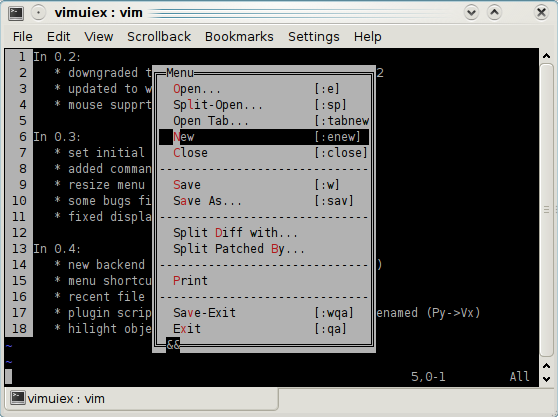 vimuiex : vim
File Edit View Scrollback Bookmarks Settings Help
1 In 0.2:
Menu
2 * downgraded t 2
Open... [:e]
3 * updated to w
Split-Open... [:sp]
4 * mouse supprt
Open Tab... [:tabnew
5
New [:enew]
6 In 0.3:
Close [:close]
7 * set initial
8 * added comman
Save [:w]
9 * resize menu
Save As... [:sav]
10 * some bugs fi
11 * fixed displa
Split Diff with...
12
Split Patched By...
13 In 0.4:
14 * new backend )
Print
15 * menu shortcu
16 * recent file
Save-Exit [:wqa]
17 * plugin scrip enamed (Py->Vx)
Exit [:qa]
18 * hilight obje
&&
~
~
5,0-1 All
vimuiex : vim